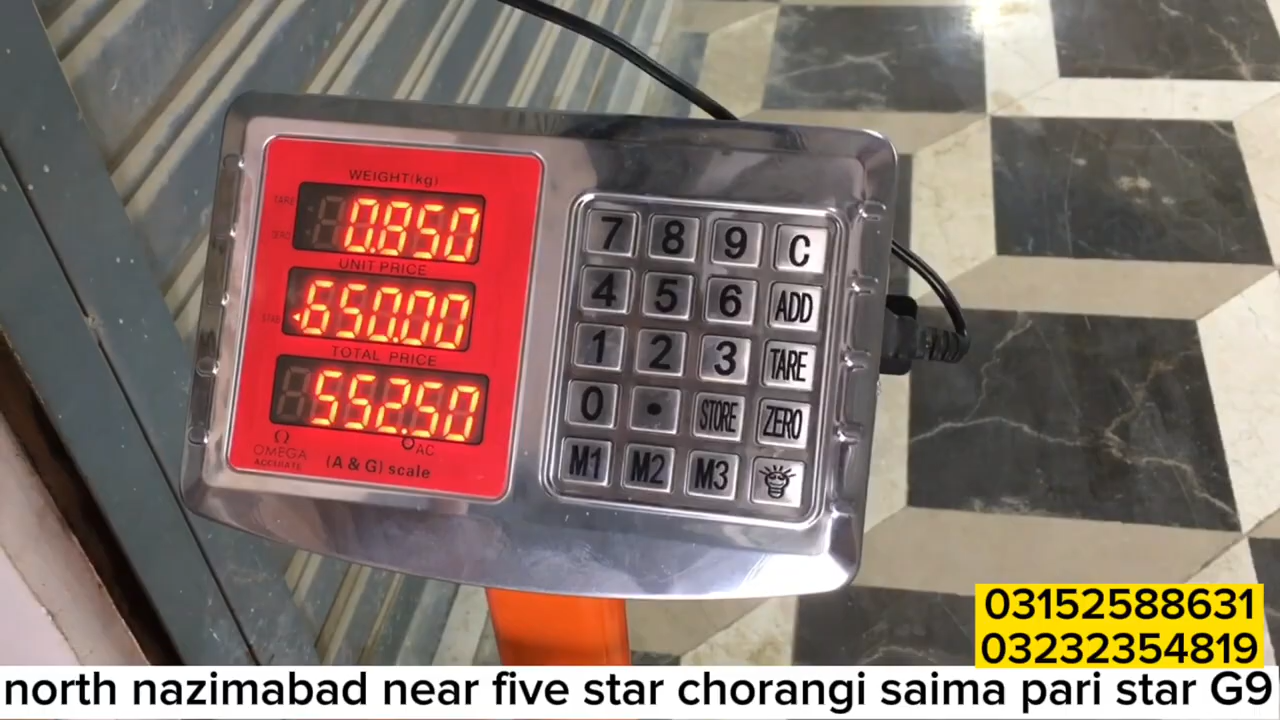 WEIGHT(kg)
TARE
0.850
ZERO
UNIT PRICE
STAB
650.00
TOTAL PRICE
552.50
AC
Ω
OMEGA
ACCURATE
(A & G) scale
7 8 9 C
4 5 6 ADD
1 2 3 TARE
0 • STORE ZERO
M1 M2 M3
03152588631
03232354819
north nazimabad near five star chorangi saima pari star G9